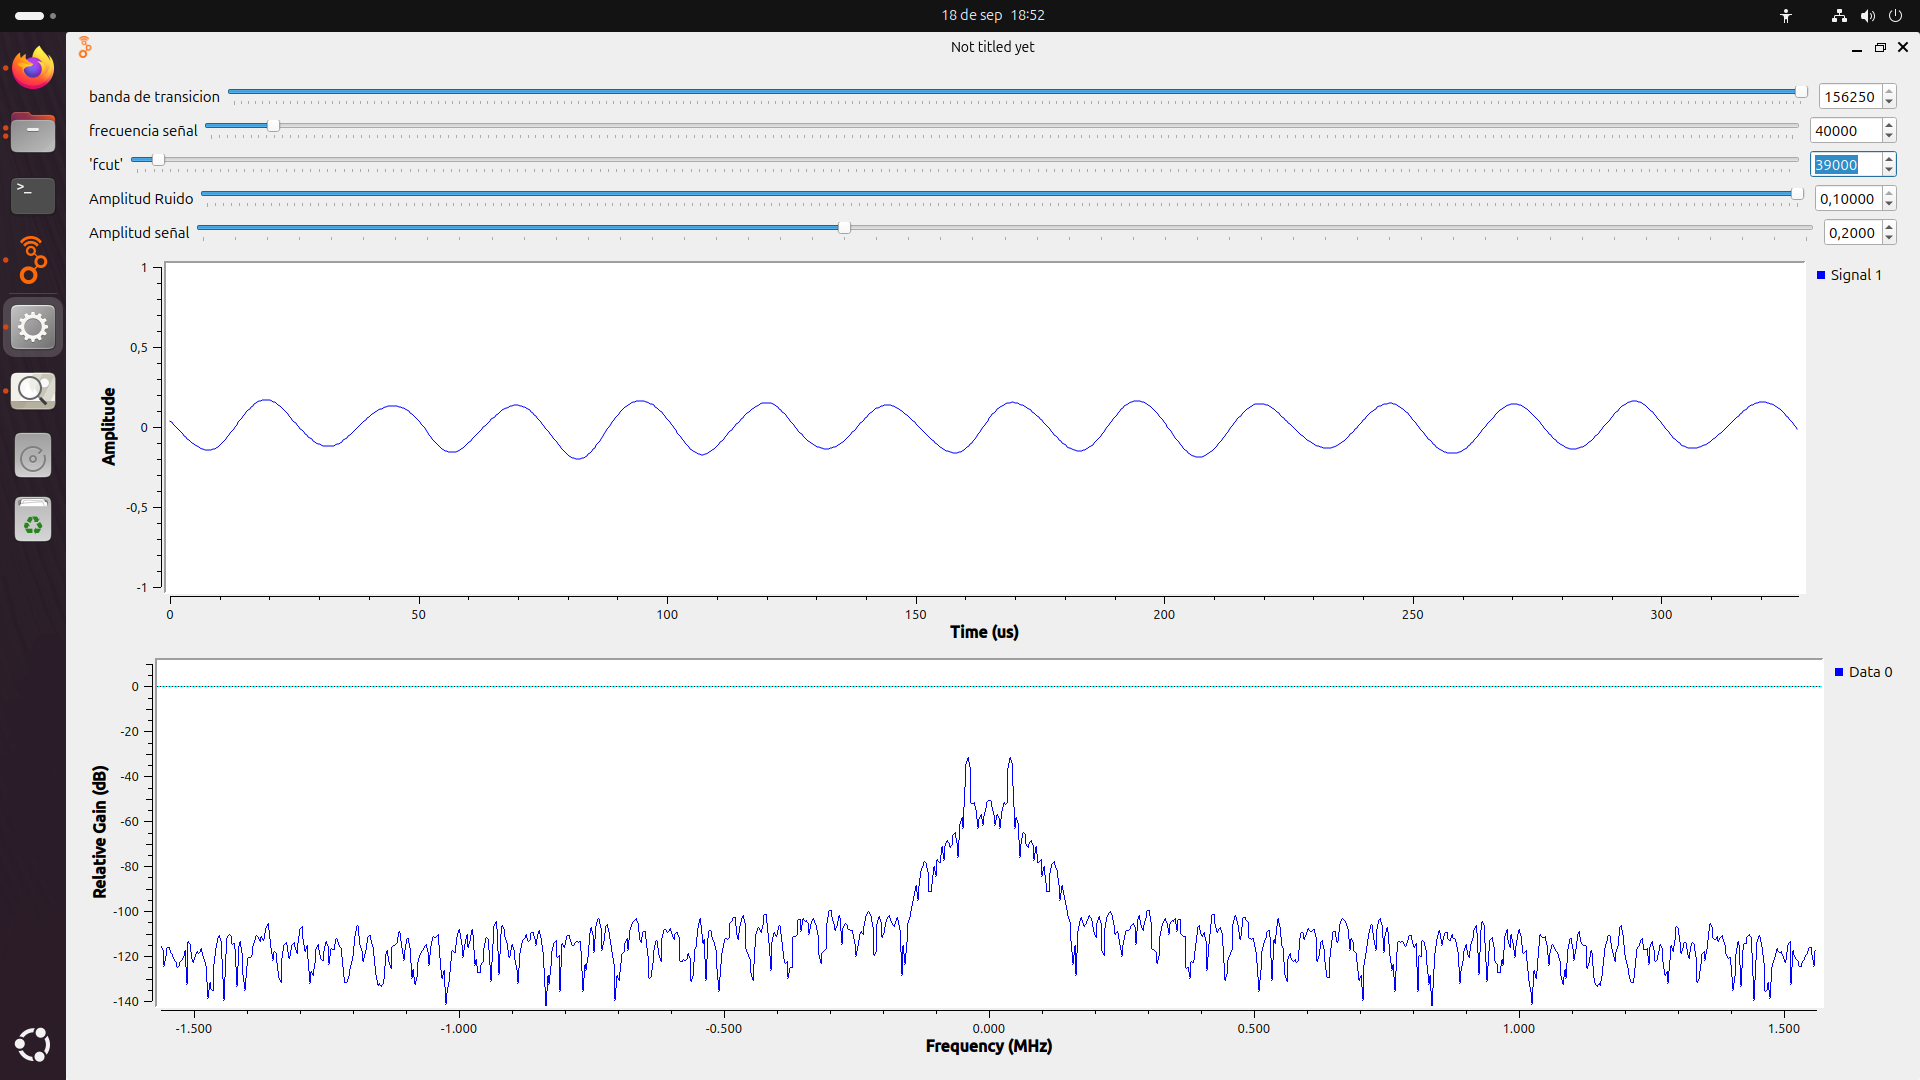 18 de sep 18:52
Not titled yet
banda de transicion 156250
frecuencia señal 40000
'fcut' 39000
Amplitud Ruido 0,10000
Amplitud señal 0,2000
Signal 1
1
0,5
0
-0,5
-1
Amplitude
0 50 100 150 200 250 300
Time (us)
Data 0
0
-20
-40
-60
-80
-100
-120
-140
Relative Gain (dB)
-1.500 -1.000 -0.500 0.000 0.500 1.000 1.500
Frequency (MHz)